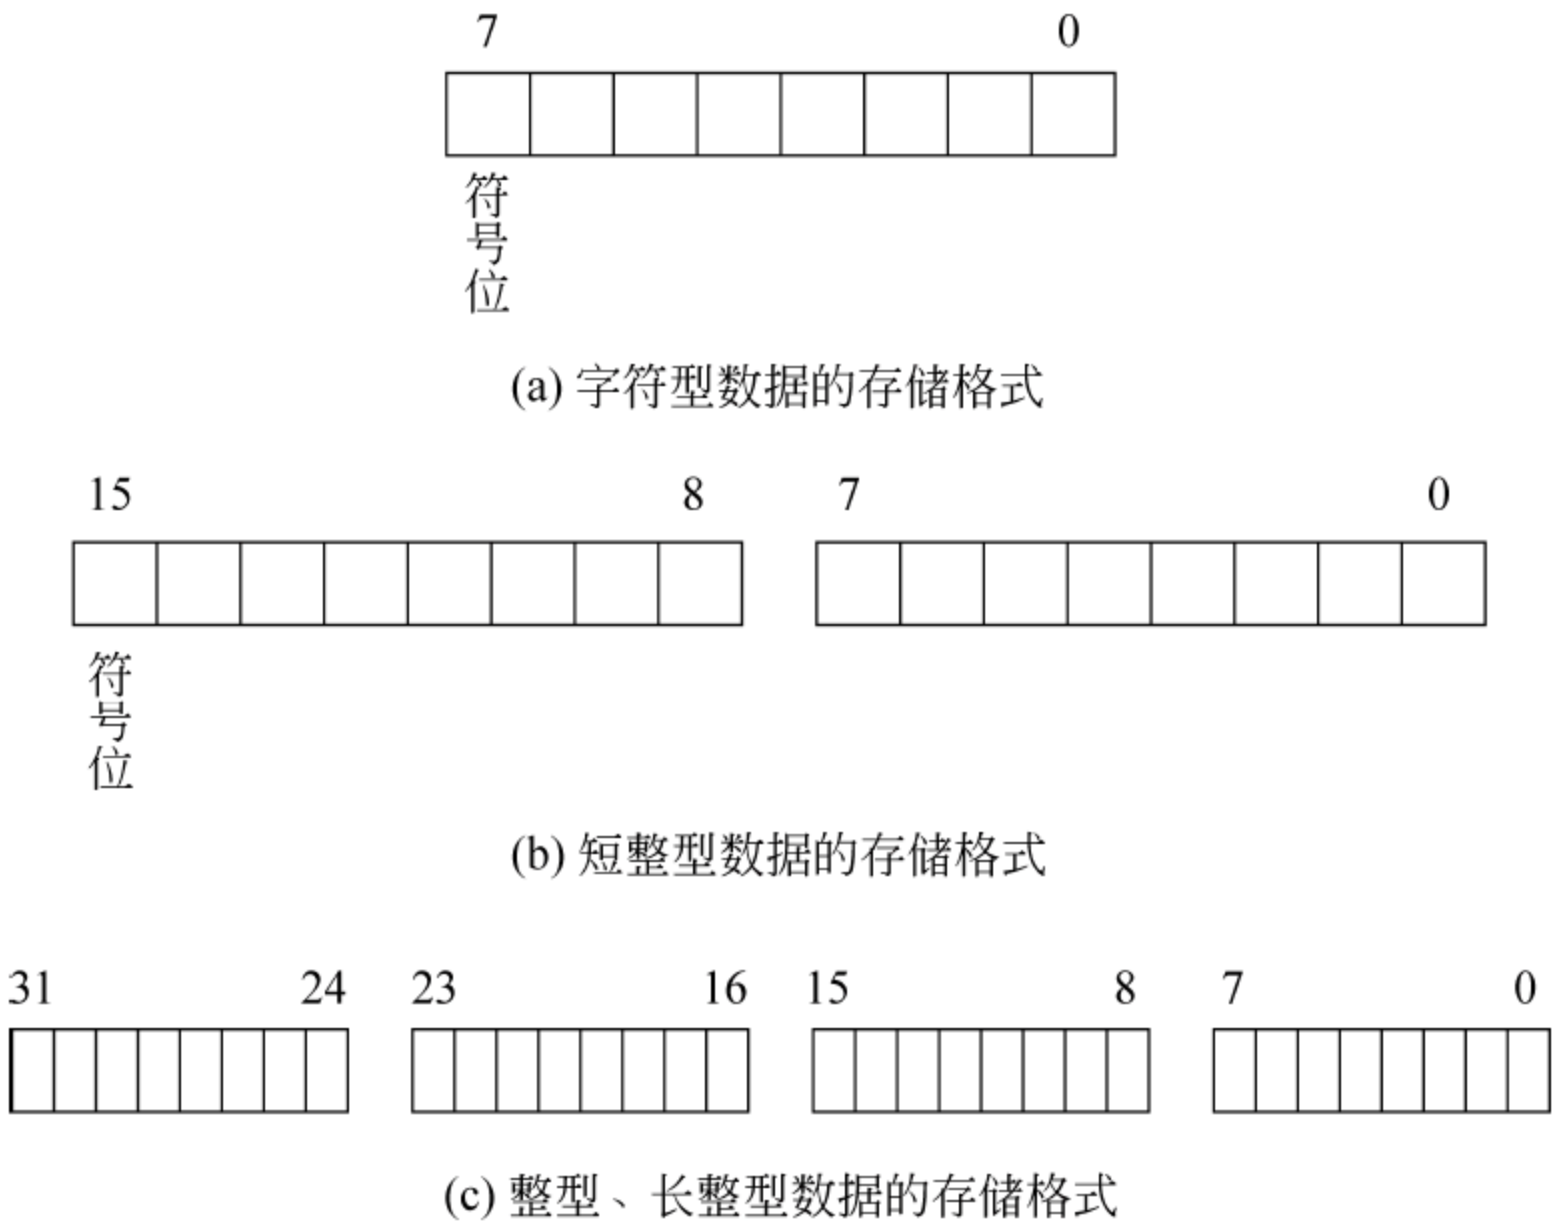 7 0
符号位
(a) 字符型数据的存储格式
15 8 7 0
符号位
(b) 短整型数据的存储格式
31 24 23 16 15 8 7 0
(c) 整型、长整型数据的存储格式